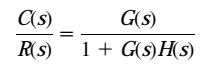 C(s)/R(s) = G(s)/(1 + G(s)H(s))